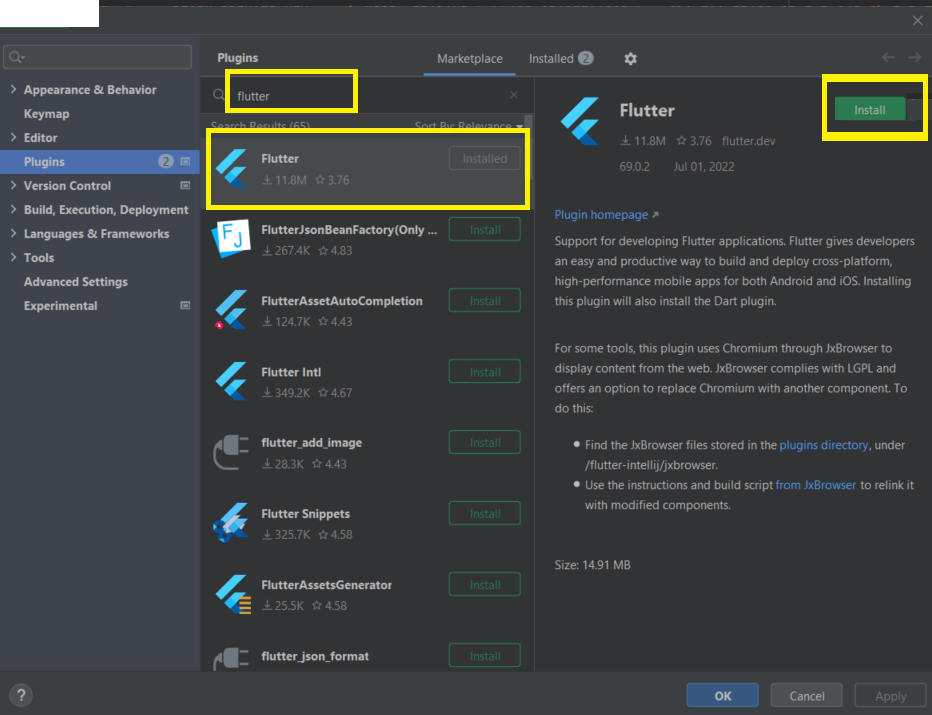 Plugins
Marketplace
Installed 2
flutter
Search Results (65)
Sort By: Relevance
Appearance & Behavior
Keymap
Editor
Plugins 2
Version Control
Build, Execution, Deployment
Languages & Frameworks
Tools
Advanced Settings
Experimental
Flutter
Installed
11.8M 3.76
FlutterJsonBeanFactory(Only ...
Install
267.4K 4.83
FlutterAssetAutoCompletion
Install
124.7K 4.43
Flutter Intl
Install
349.2K 4.67
flutter_add_image
Install
28.3K 4.43
Flutter Snippets
Install
325.7K 4.58
FlutterAssetsGenerator
Install
25.5K 4.58
flutter_json_format
Install
Flutter
Install
11.8M 3.76 flutter.dev
69.0.2 Jul 01, 2022
Plugin homepage
Support for developing Flutter applications. Flutter gives developers
an easy and productive way to build and deploy cross-platform,
high-performance mobile apps for both Android and iOS. Installing
this plugin will also install the Dart plugin.
For some tools, this plugin uses Chromium through JxBrowser to
display content from the web. JxBrowser complies with LGPL and
offers an option to replace Chromium with another component. To
do this:
• Find the JxBrowser files stored in the plugins directory, under
/flutter-intellij/jxbrowser.
• Use the instructions and build script from JxBrowser to relink it
with modified components.
Size: 14.91 MB
?
OK
Cancel
Apply